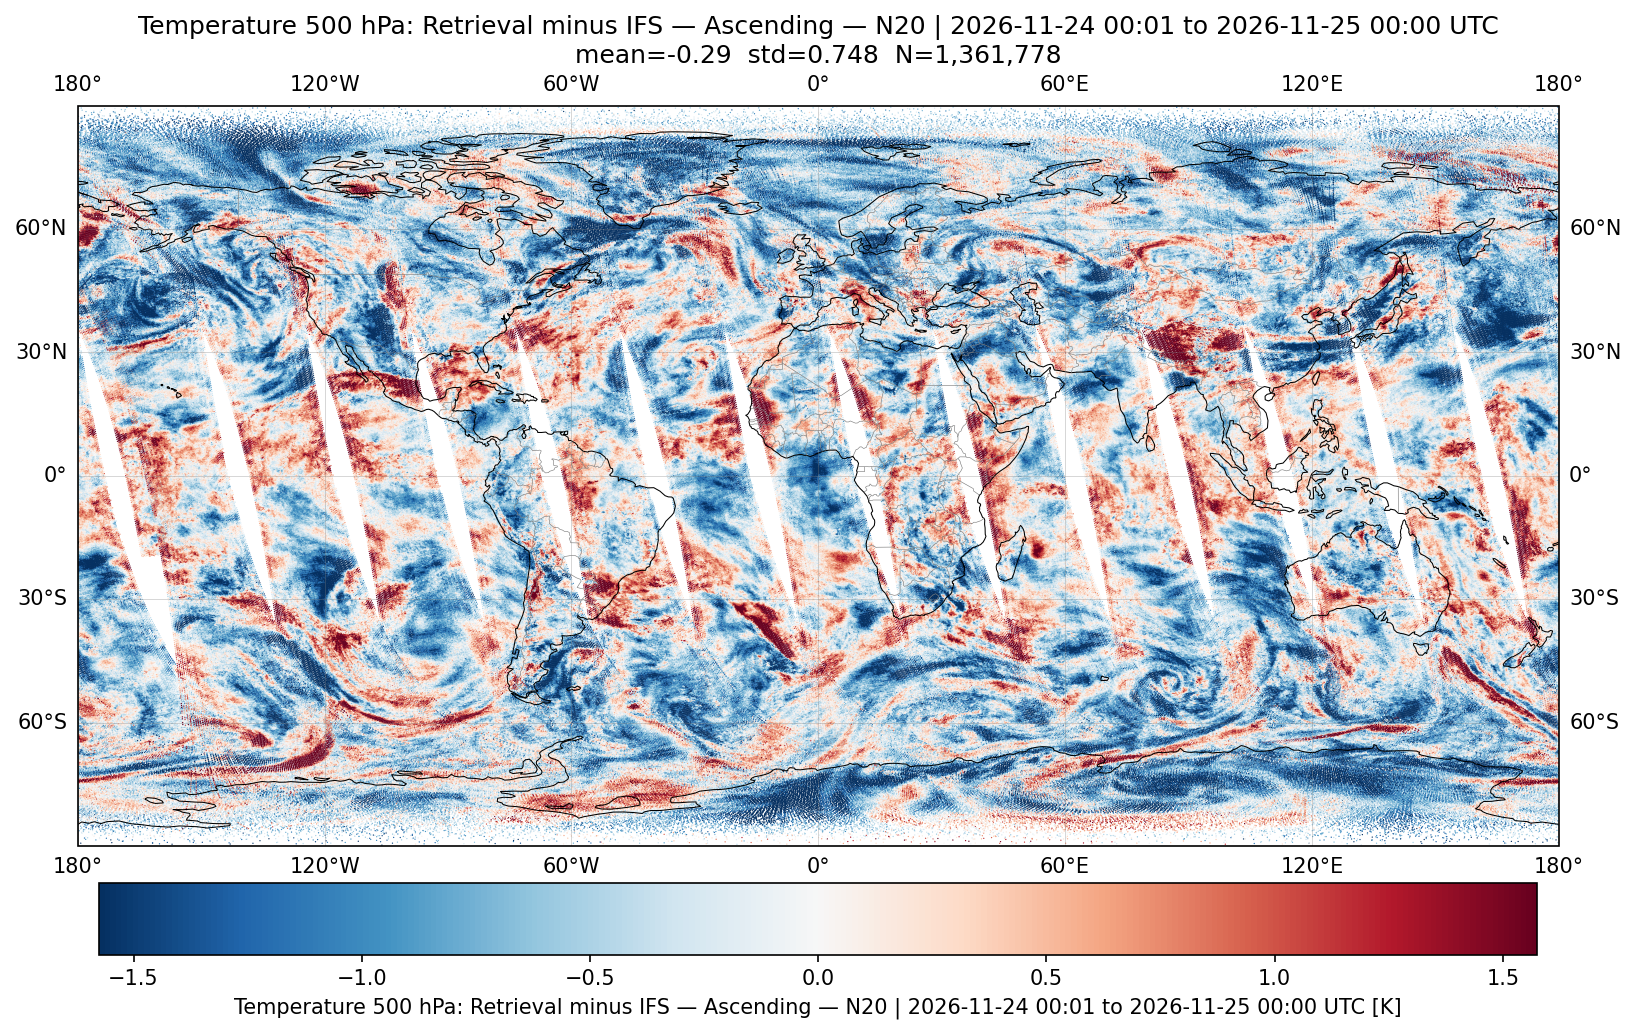 Temperature 500 hPa: Retrieval minus IFS — Ascending — N20 | 2026-11-24 00:01 to 2026-11-25 00:00 UTC
mean=-0.29  std=0.748  N=1,361,778
180° 120°W 60°W 0° 60°E 120°E 180°
60°N 60°N
30°N 30°N
0° 0°
30°S 30°S
60°S 60°S
180° 120°W 60°W 0° 60°E 120°E 180°
−1.5 −1.0 −0.5 0.0 0.5 1.0 1.5
Temperature 500 hPa: Retrieval minus IFS — Ascending — N20 | 2026-11-24 00:01 to 2026-11-25 00:00 UTC [K]